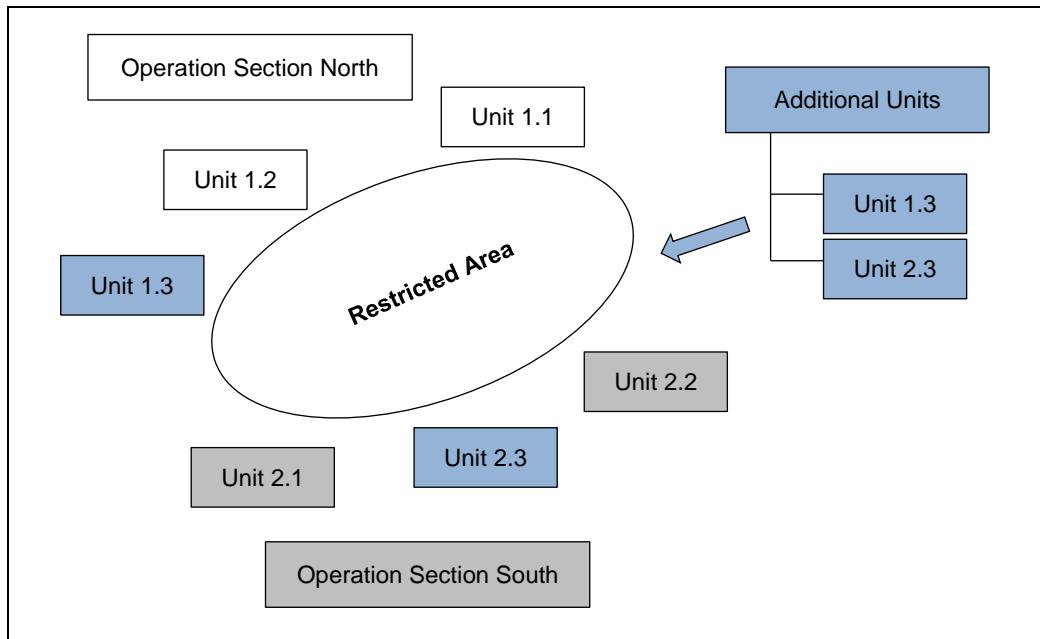 Operation Section North
Unit 1.1
Additional Units
Unit 1.2
Unit 1.3
Unit 2.3
Unit 1.3
Restricted Area
Unit 2.2
Unit 2.3
Unit 2.1
Operation Section South